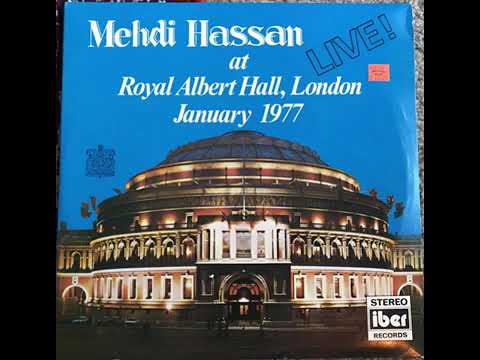 Mehdi Hassan
LIVE!
at
Royal Albert Hall, London
January 1977
STEREO
iber
RECORDS